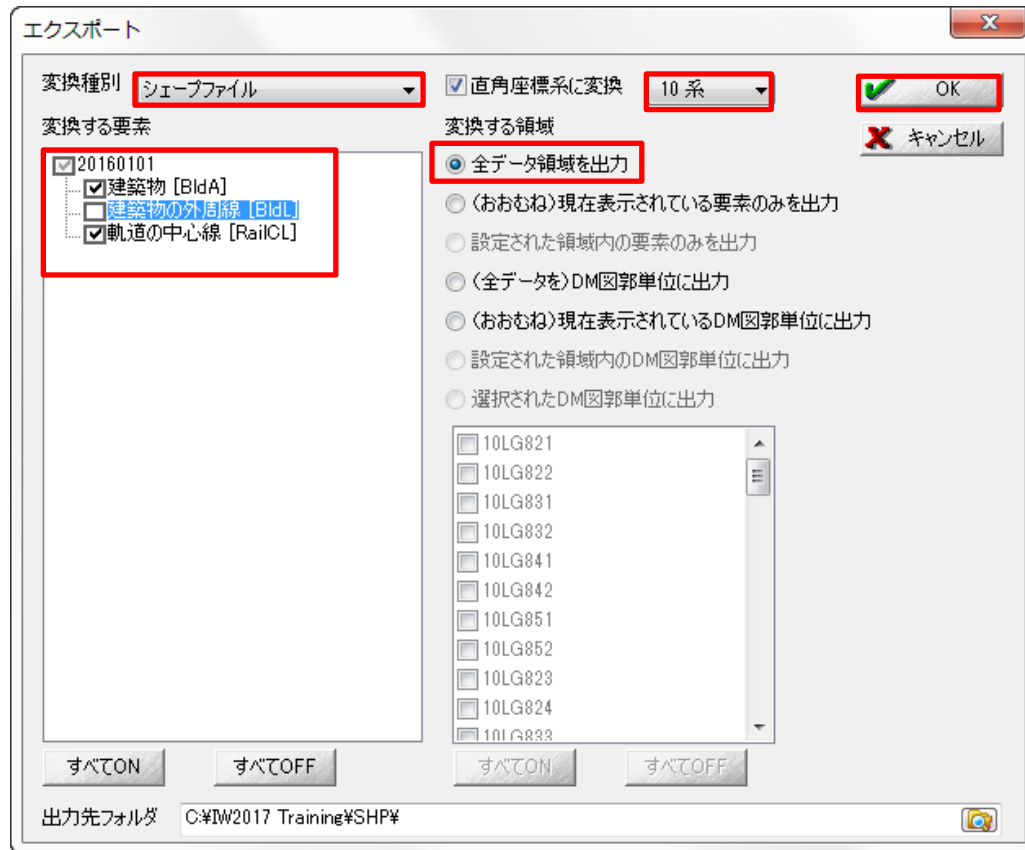 エクスポート
変換種別 シェープファイル
直角座標系に変換 10 系
OK
キャンセル
変換する要素
20160101
建築物 [BldA]
建築物の外周線 [BldL]
軌道の中心線 [RailCL]
変換する領域
全データ領域を出力
(おおむね)現在表示されている要素のみを出力
設定された領域内の要素のみを出力
(全データを)DM図郭単位に出力
(おおむね)現在表示されているDM図郭単位に出力
設定された領域内のDM図郭単位に出力
選択されたDM図郭単位に出力
10LG821
10LG822
10LG831
10LG832
10LG841
10LG842
10LG851
10LG852
10LG823
10LG824
10LG833
すべてON すべてOFF
すべてON すべてOFF
出力先フォルダ C:¥IW2017 Training¥SHP¥